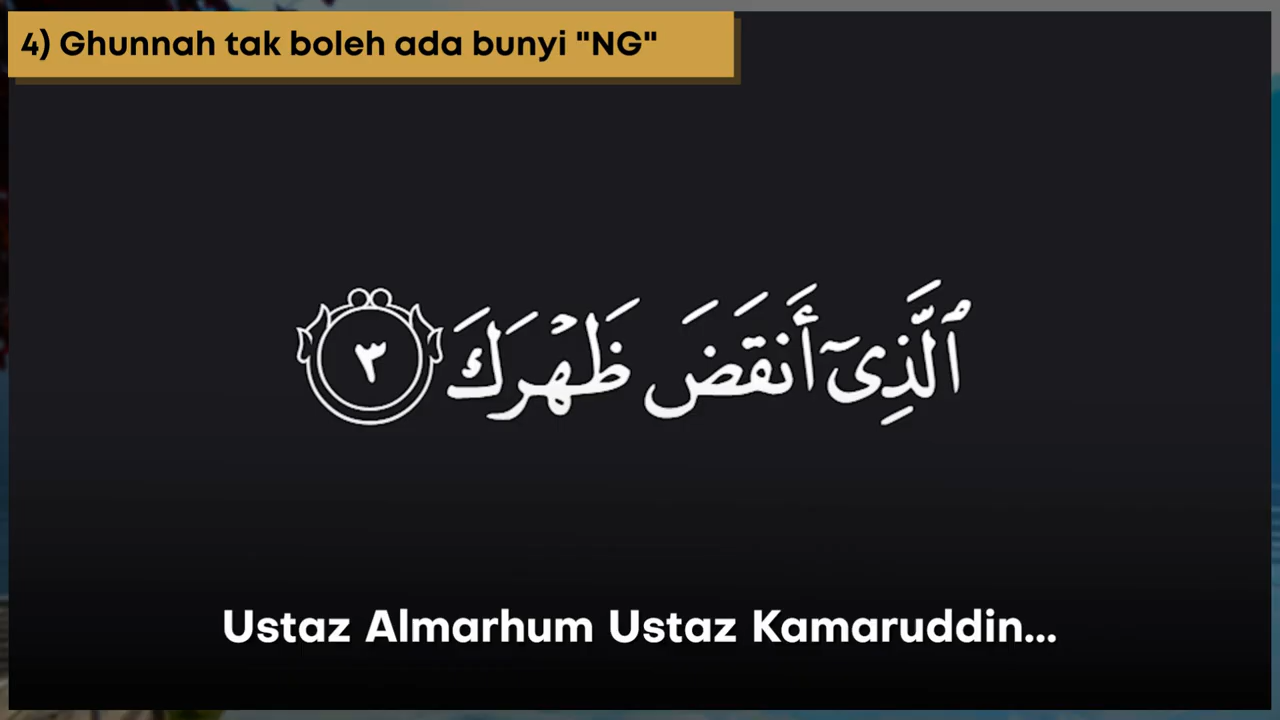 4) Ghunnah tak boleh ada bunyi "NG"
ٱلَّذِىٓ أَنقَضَ ظَهْرَكَ ٣
Ustaz Almarhum Ustaz Kamaruddin...